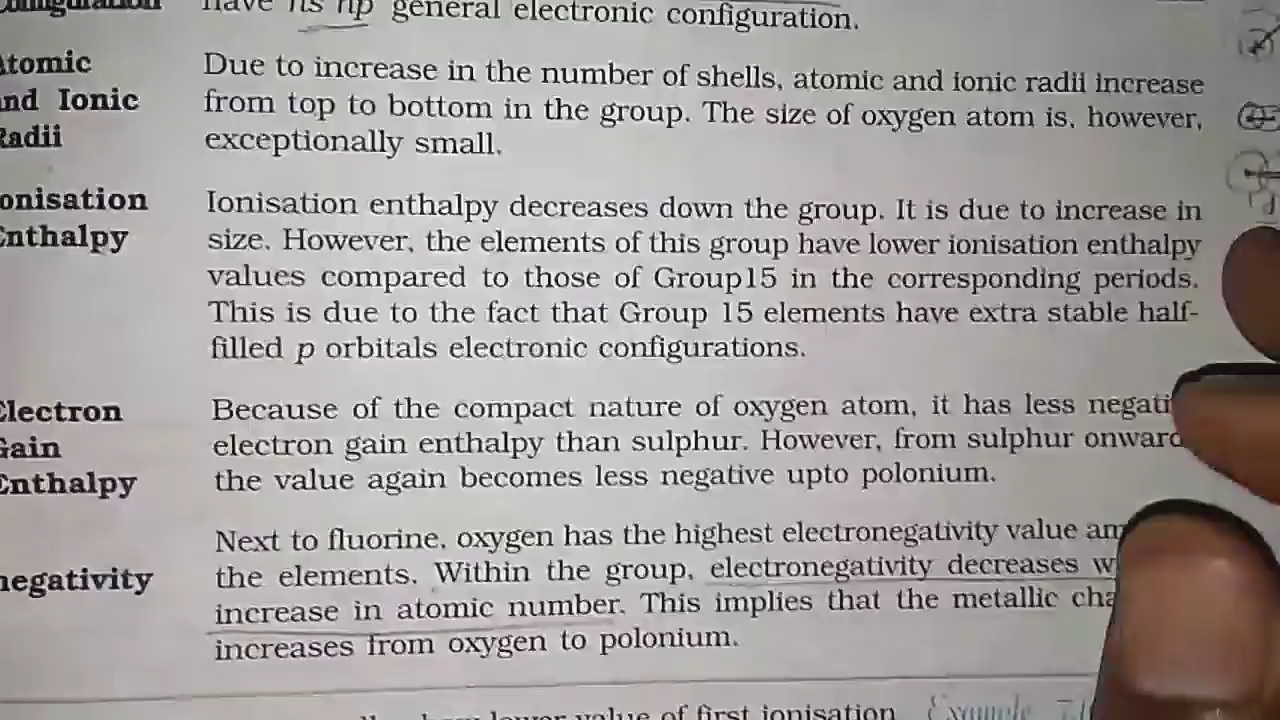 have ns np general electronic configuration.
Atomic
and Ionic
Radii
Due to increase in the number of shells, atomic and ionic radii increase
from top to bottom in the group. The size of oxygen atom is, however,
exceptionally small.
onisation
Enthalpy
Ionisation enthalpy decreases down the group. It is due to increase in
size. However, the elements of this group have lower ionisation enthalpy
values compared to those of Group15 in the corresponding periods.
This is due to the fact that Group 15 elements have extra stable half-
filled p orbitals electronic configurations.
Electron
Gain
Enthalpy
Because of the compact nature of oxygen atom, it has less negati
electron gain enthalpy than sulphur. However, from sulphur onward
the value again becomes less negative upto polonium.
negativity
Next to fluorine, oxygen has the highest electronegativity value am
the elements. Within the group, electronegativity decreases w
increase in atomic number. This implies that the metallic cha
increases from oxygen to polonium.
lower value of first ionisation
Example 7.1